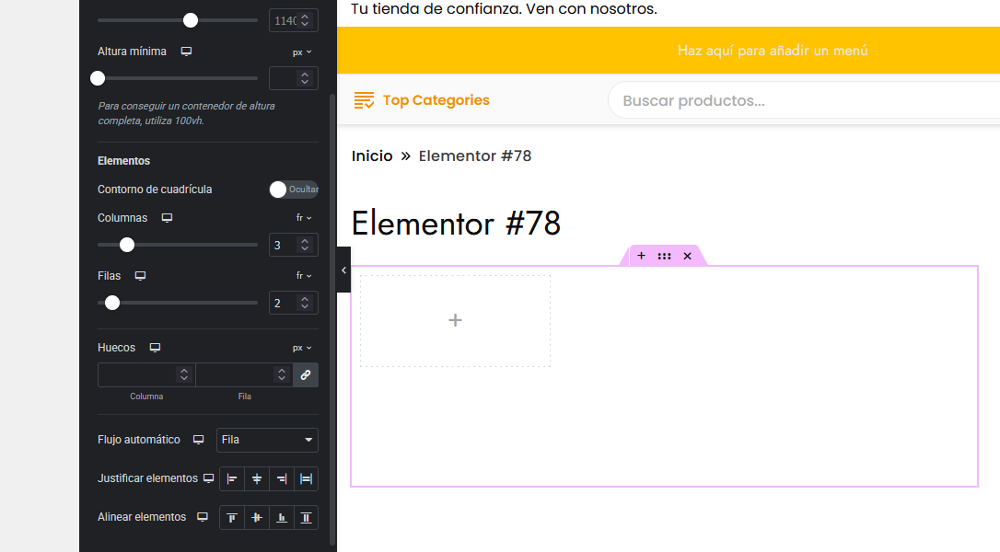 1140
Altura mínima
px
Para conseguir un contenedor de altura
completa, utiliza 100vh.
Elementos
Contorno de cuadrícula
Ocultar
Columnas
fr
3
Filas
fr
2
Huecos
px
Columna
Fila
Flujo automático
Fila
Justificar elementos
Alinear elementos
Tu tienda de confianza. Ven con nosotros.
Haz aquí para añadir un menú
Top Categories
Buscar productos...
Inicio » Elementor #78
Elementor #78